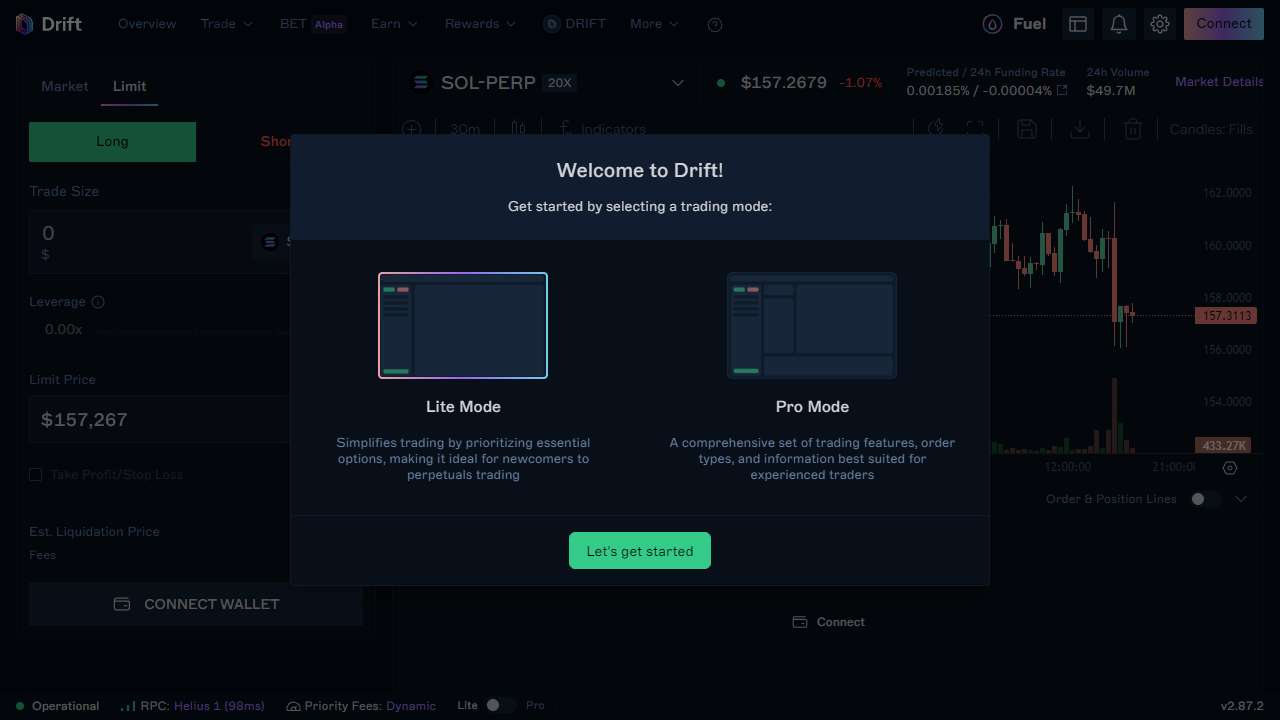 Drift
Overview
Trade
BET Alpha
Earn
Rewards
DRIFT
More
Fuel
Connect
Market
Limit
Long
Trade Size
0
$
Leverage
0.00x
Limit Price
$157,267
Take Profit/Stop Loss
Est. Liquidation Price
Fees
CONNECT WALLET
SOL-PERP 20X
$157.2679 -1.07%
Predicted / 24h Funding Rate
0.00185% / -0.00004%
24h Volume
$49.7M
Market Details
30m
Indicators
Candles: Fills
Welcome to Drift!
Get started by selecting a trading mode:
Lite Mode
Simplifies trading by prioritizing essential
options, making it ideal for newcomers to
perpetuals trading
Pro Mode
A comprehensive set of trading features, order
types, and information best suited for
experienced traders
Let's get started
162.0000
160.0000
158.0000
157.3113
156.0000
154.0000
433.27K
12:00:00
21:00:00
Order & Position Lines
Connect
Operational
RPC: Helius 1 (98ms)
Priority Fees: Dynamic
Lite
Pro
v2.87.2